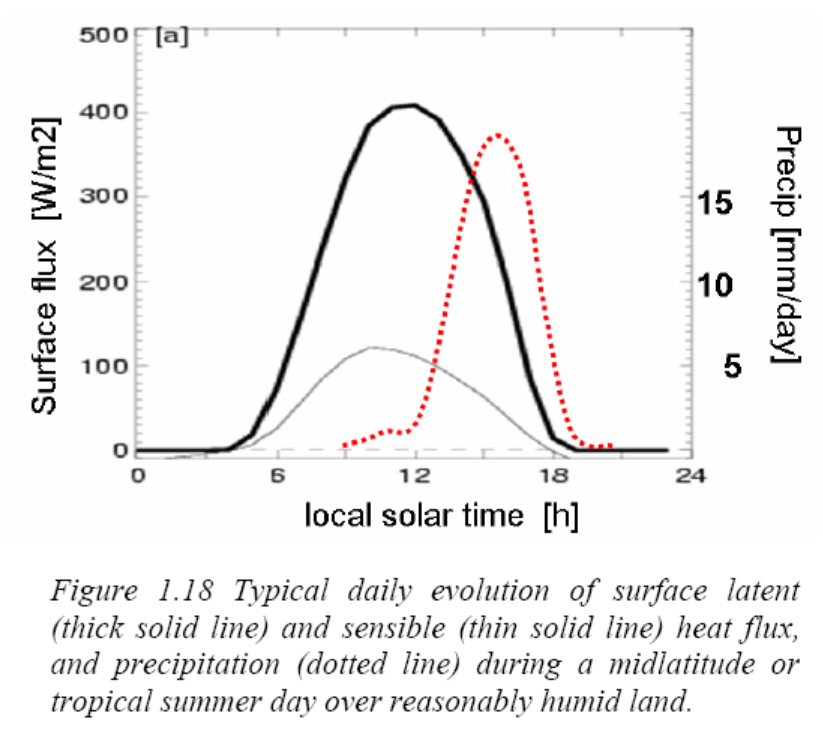 [a]
500
400
300
200
100
0
Surface flux [W/m2]
15
10
5
Precip [mm/day]
0 6 12 18 24
local solar time [h]
Figure 1.18 Typical daily evolution of surface latent
(thick solid line) and sensible (thin solid line) heat flux,
and precipitation (dotted line) during a midlatitude or
tropical summer day over reasonably humid land.